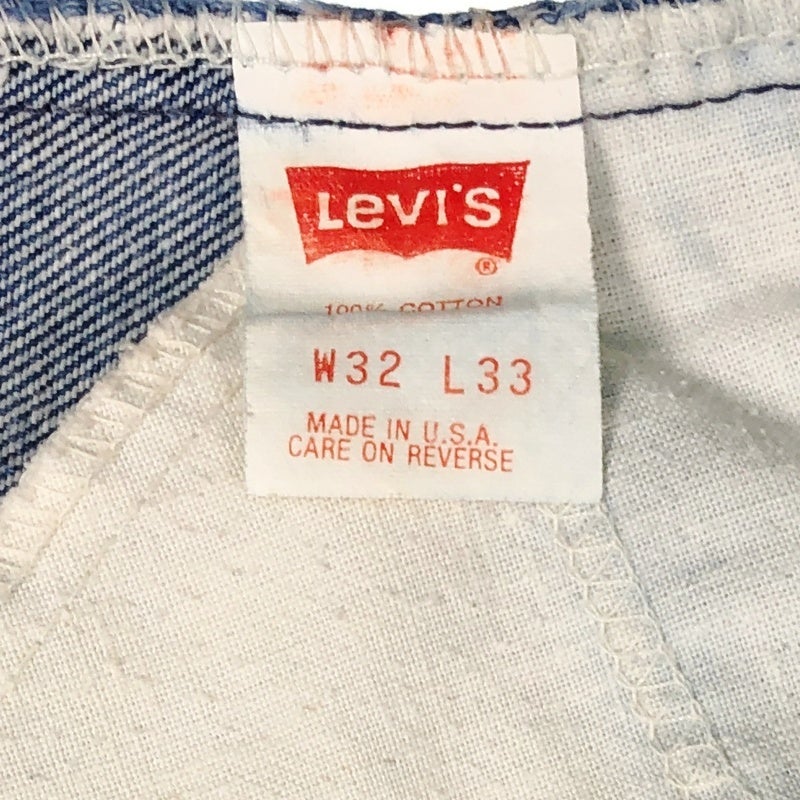 Levi's
®
100% COTTON
W32 L33
MADE IN U.S.A.
CARE ON REVERSE